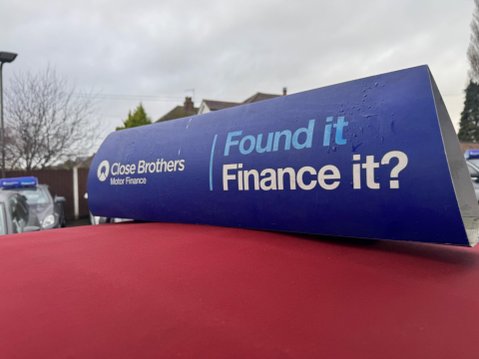 Close Brothers
Motor Finance
Found it
Finance it?